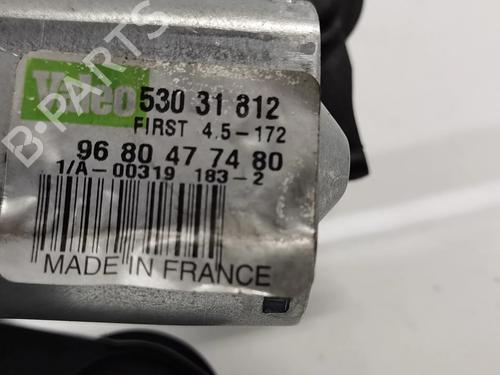 B-PARTS
Valeo 530 31 812
FIRST 4.5-172
96 80 47 74 80
1/A-00319 183-2
MADE IN FRANCE